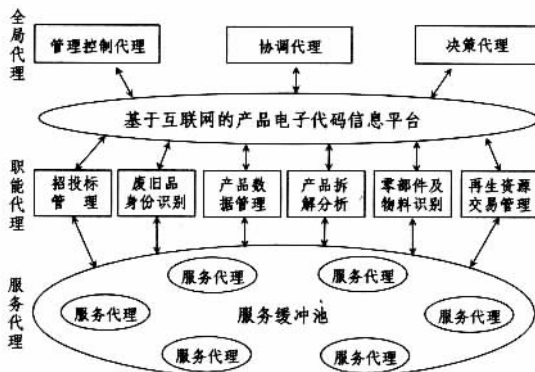 全局代理
管理控制代理
协调代理
决策代理
基于互联网的产品电子代码信息平台
职能代理
招投标
管 理
废旧品
身份识别
产品数
据管理
产品拆
解分析
零部件及
物料识别
再生资源
交易管理
服务代理
服务代理
服务代理
服务代理
服务缓冲池
服务代理
服务代理
服务代理